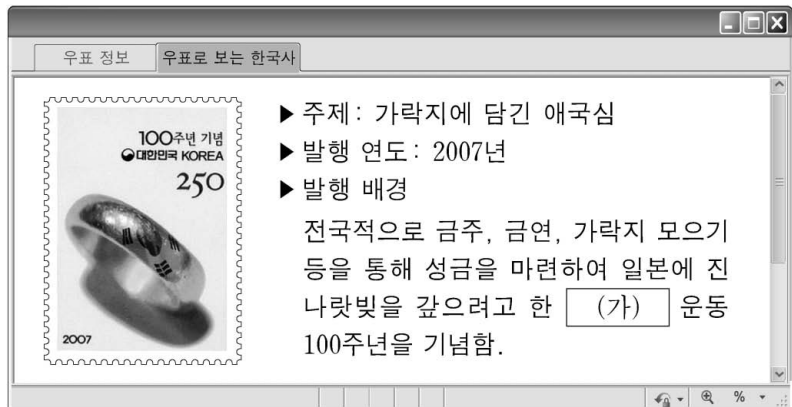 우표 정보
우표로 보는 한국사
100주년 기념
대한민국 KOREA
250
2007
▶ 주제: 가락지에 담긴 애국심
▶ 발행 연도: 2007년
▶ 발행 배경
전국적으로 금주, 금연, 가락지 모으기
등을 통해 성금을 마련하여 일본에 진
나랏빚을 갚으려고 한 (가) 운동
100주년을 기념함.
%